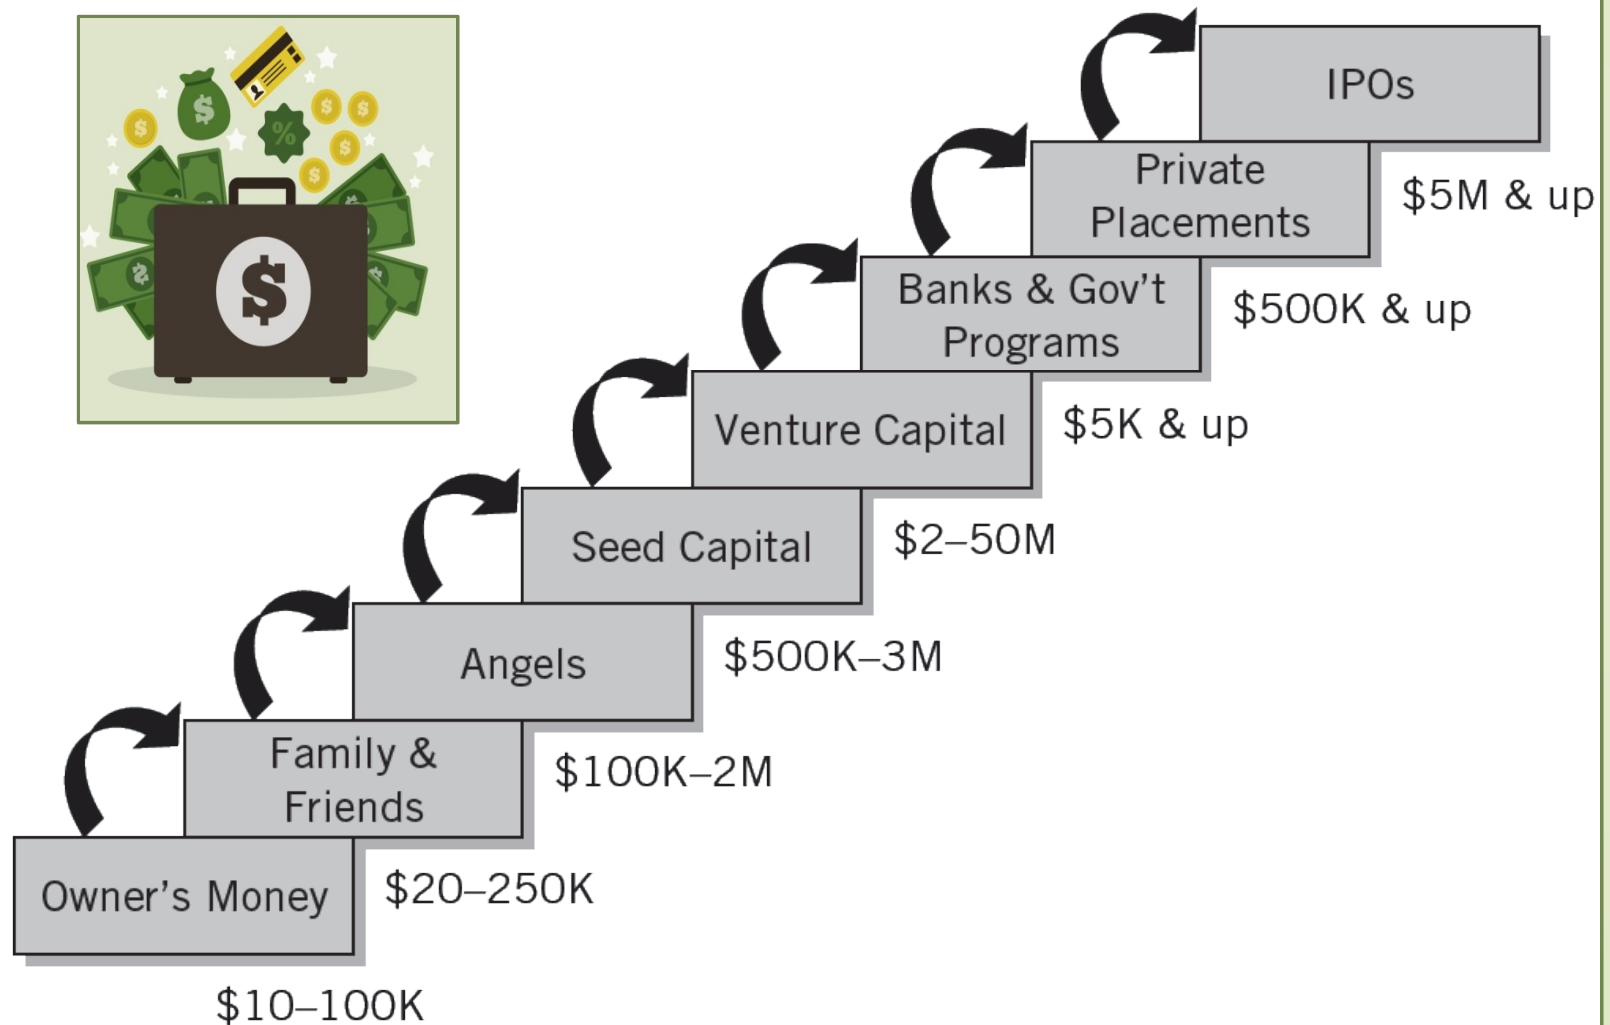 IPOs
Private
Placements
$5M & up
Banks & Gov’t
Programs
$500K & up
Venture Capital
$5K & up
Seed Capital
$2–50M
Angels
$500K–3M
Family &
Friends
$100K–2M
Owner’s Money
$20–250K
$10–100K
$
%
$
$
$
$
$
$